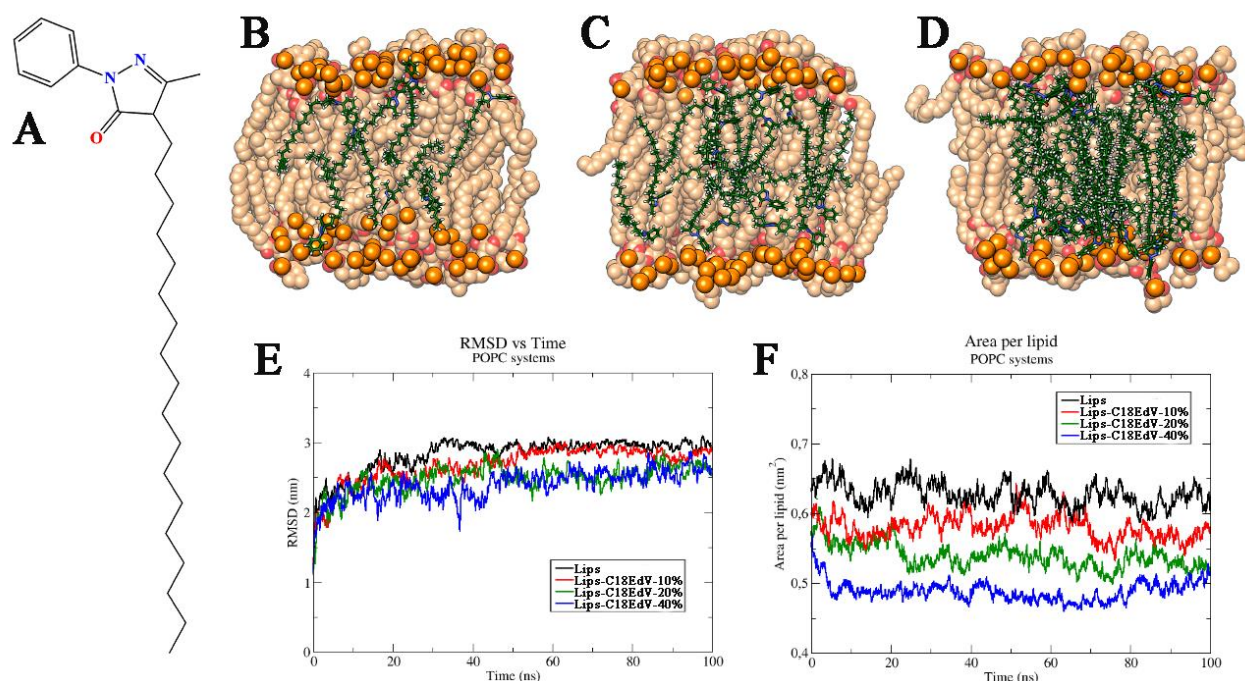 A
N
N
O
B
C
D
E
RMSD vs Time
POPC systems
RMSD (nm)
4
3
2
1
0
0
20
40
60
80
100
Time (ns)
Lips
Lips-C18EdV-10%
Lips-C18EdV-20%
Lips-C18EdV-40%
F
Area per lipid
POPC systems
Area per lipid (nm²)
0,8
0,7
0,6
0,5
0,4
0
20
40
60
80
100
Time (ns)
Lips
Lips-C18EdV-10%
Lips-C18EdV-20%
Lips-C18EdV-40%